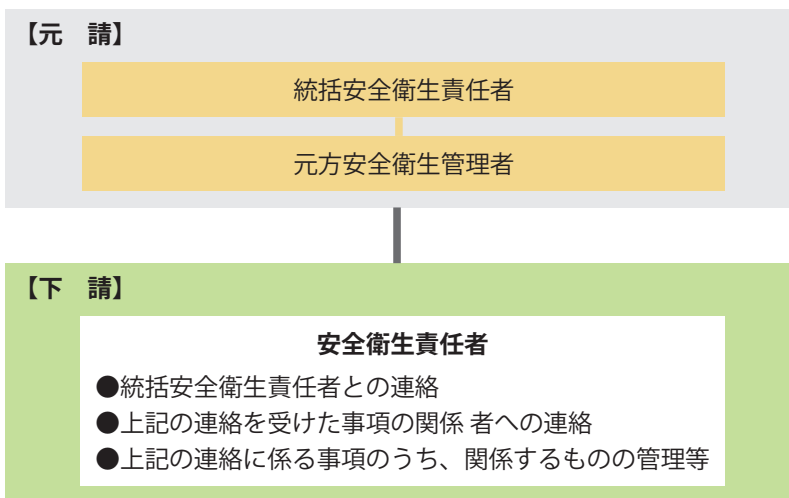 【元　請】
統括安全衛生責任者
元方安全衛生管理者
【下　請】
安全衛生責任者
●統括安全衛生責任者との連絡
●上記の連絡を受けた事項の関係 者への連絡
●上記の連絡に係る事項のうち、関係するものの管理等